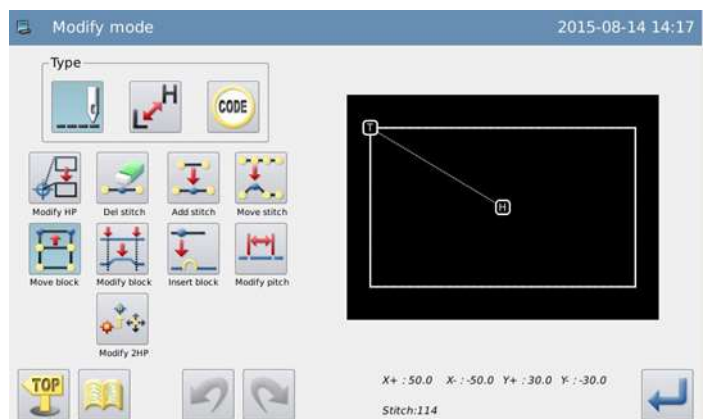 Modify mode
2015-08-14 14:17
Type
H
L
CODE
T
H
Modify HP
Del stitch
Add stitch
Move stitch
Move block
Modify block
Insert block
Modify pitch
Modify 2HP
TOP
X+ : 50.0 X- : -50.0 Y+ : 30.0 Y- : -30.0
Stitch:114